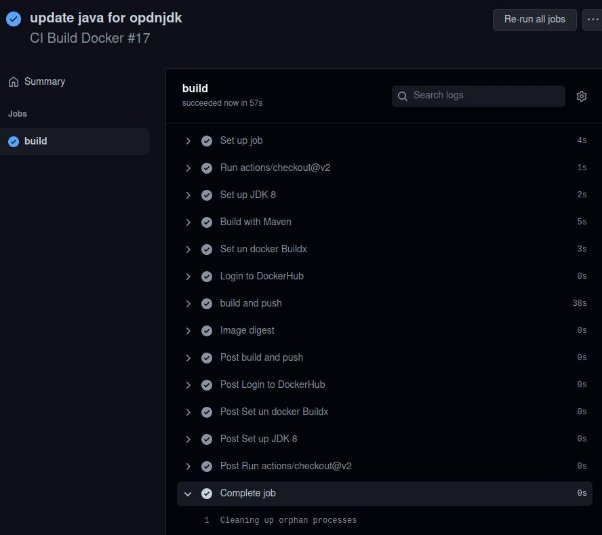 update java for opdnjdk
CI Build Docker #17
Re-run all jobs
Summary
Jobs
build
build
succeeded now in 57s
Search logs
Set up job 4s
Run actions/checkout@v2 1s
Set up JDK 8 2s
Build with Maven 5s
Set un docker Buildx 3s
Login to DockerHub 0s
build and push 38s
Image digest 0s
Post build and push 0s
Post Login to DockerHub 0s
Post Set un docker Buildx 0s
Post Set up JDK 8 0s
Post Run actions/checkout@v2 0s
Complete job 0s
1 Cleaning up orphan processes